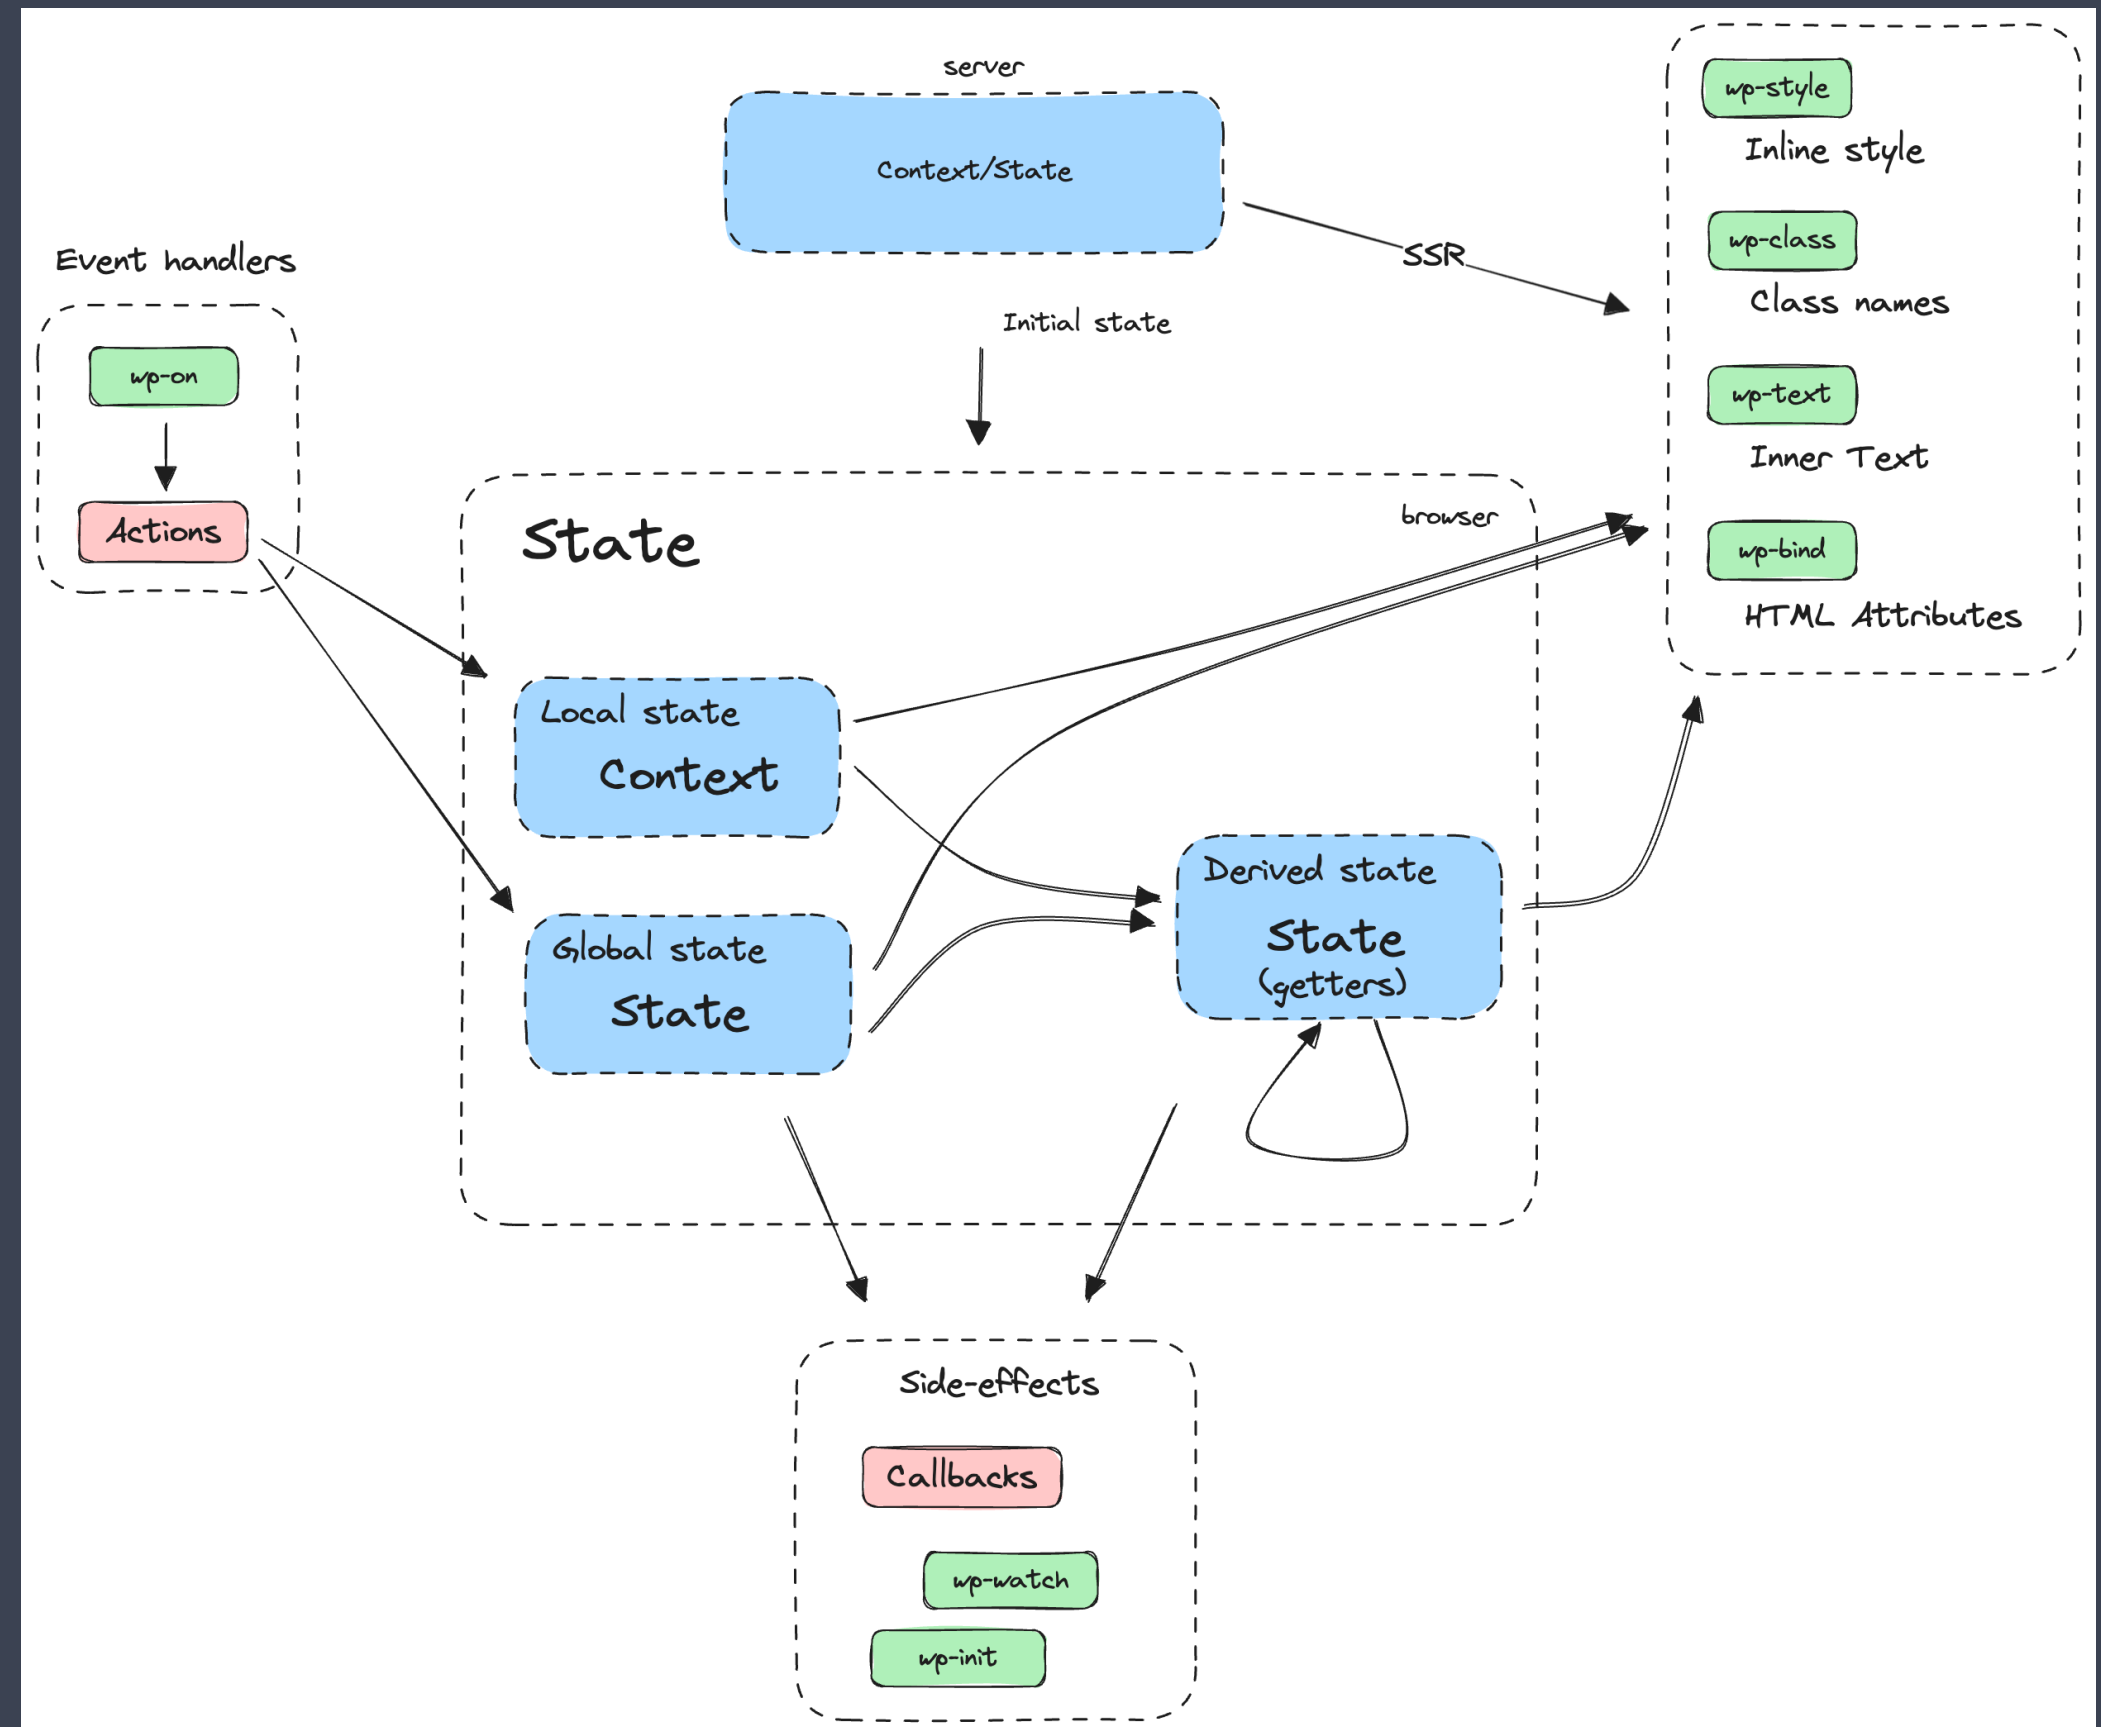 server
Context/State
SSR
Initial state
Event handlers
wp-on
Actions
State
browser
Local state
Context
Global state
State
Derived state
State
(getters)
wp-style
Inline style
wp-class
Class names
wp-text
Inner Text
wp-bind
HTML Attributes
Side-effects
Callbacks
wp-watch
wp-init